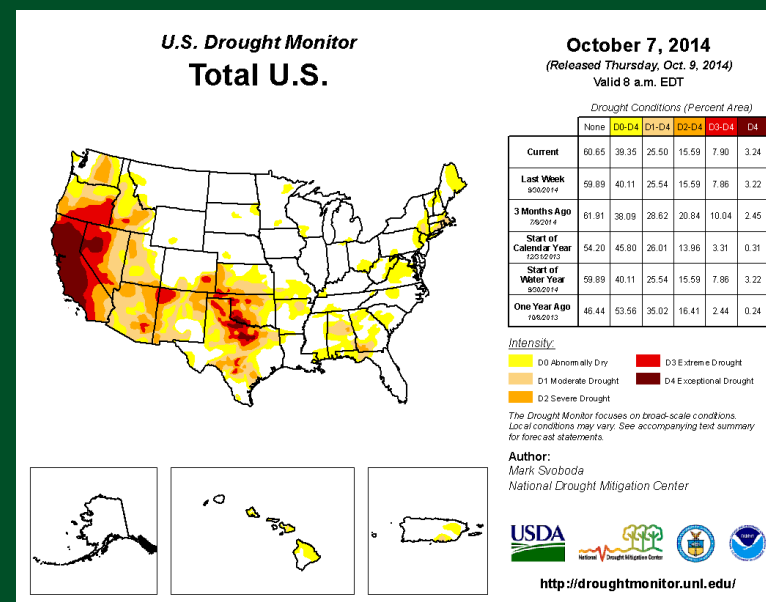 U.S. Drought Monitor
Total U.S.
October 7, 2014
(Released Thursday, Oct. 9, 2014)
Valid 8 a.m. EDT
Drought Conditions (Percent Area)
None D0-D4 D1-D4 D2-D4 D3-D4 D4
Current 60.65 39.35 25.50 15.59 7.90 3.24
Last Week 9/30/2014 59.89 40.11 25.54 15.59 7.86 3.22
3 Months Ago 7/8/2014 61.91 38.09 28.62 20.84 10.04 2.45
Start of Calendar Year 12/31/2013 54.20 45.80 26.01 13.96 3.31 0.31
Start of Water Year 9/30/2014 59.89 40.11 25.54 15.59 7.86 3.22
One Year Ago 10/8/2013 46.44 53.56 35.02 16.41 2.44 0.24
Intensity:
D0 Abnormally Dry
D1 Moderate Drought
D2 Severe Drought
D3 Extreme Drought
D4 Exceptional Drought
The Drought Monitor focuses on broad-scale conditions.
Local conditions may vary. See accompanying text summary
for forecast statements.
Author:
Mark Svoboda
National Drought Mitigation Center
USDA
National Drought Mitigation Center
http://droughtmonitor.unl.edu/